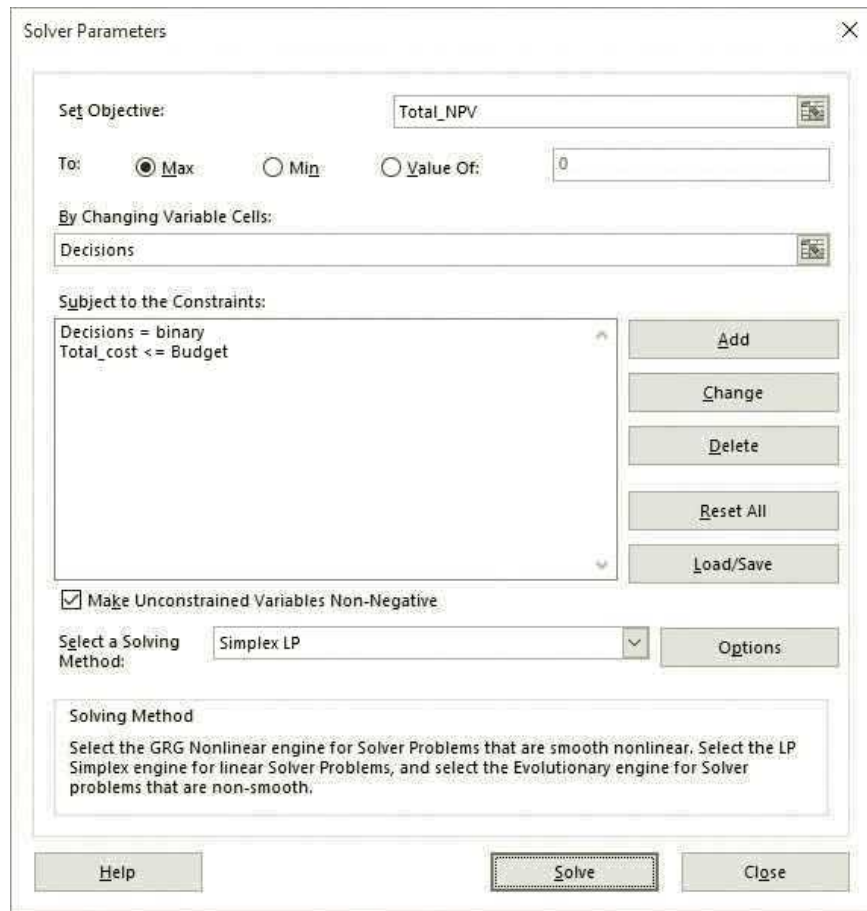 Solver Parameters
Set Objective:
Total_NPV
To:
Max
Min
Value Of:
0
By Changing Variable Cells:
Decisions
Subject to the Constraints:
Decisions = binary
Total_cost <= Budget
Add
Change
Delete
Reset All
Load/Save
Make Unconstrained Variables Non-Negative
Select a Solving
Method:
Simplex LP
Options
Solving Method
Select the GRG Nonlinear engine for Solver Problems that are smooth nonlinear. Select the LP
Simplex engine for linear Solver Problems, and select the Evolutionary engine for Solver
problems that are non-smooth.
Help
Solve
Close